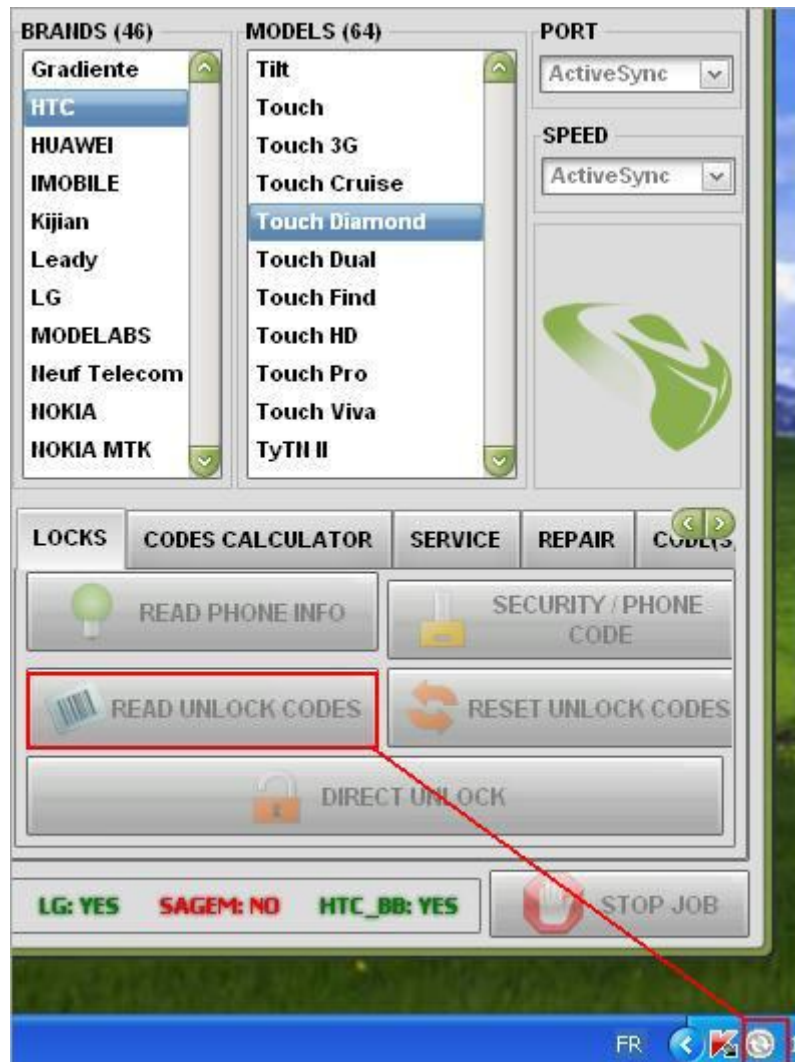 BRANDS (46)
Gradiente
HTC
HUAWEI
IMOBILE
Kijian
Leady
LG
MODELABS
Neuf Telecom
NOKIA
NOKIA MTK
MODELS (64)
Tilt
Touch
Touch 3G
Touch Cruise
Touch Diamond
Touch Dual
Touch Find
Touch HD
Touch Pro
Touch Viva
TyTN II
PORT
ActiveSync
SPEED
ActiveSync
LOCKS CODES CALCULATOR SERVICE REPAIR
READ PHONE INFO
SECURITY / PHONE
CODE
READ UNLOCK CODES
RESET UNLOCK CODES
DIRECT UNLOCK
LG: YES SAGEM: NO HTC_BB: YES
STOP JOB
FR